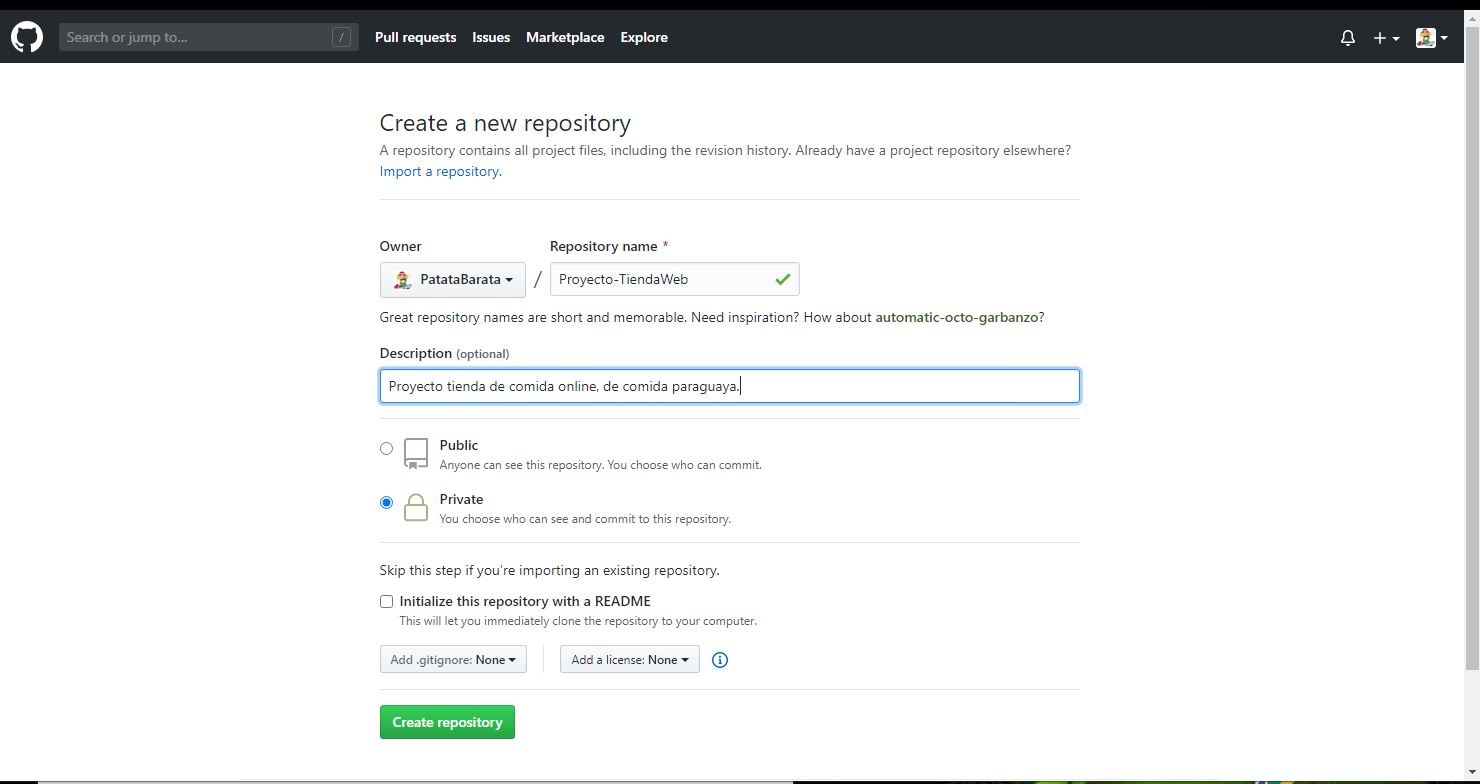 Search or jump to... /
Pull requests Issues Marketplace Explore
Create a new repository
A repository contains all project files, including the revision history. Already have a project repository elsewhere?
Import a repository.
Owner Repository name *
PatataBarata / Proyecto-TiendaWeb
Great repository names are short and memorable. Need inspiration? How about automatic-octo-garbanzo?
Description (optional)
Proyecto tienda de comida online, de comida paraguaya.
Public
Anyone can see this repository. You choose who can commit.
Private
You choose who can see and commit to this repository.
Skip this step if you're importing an existing repository.
Initialize this repository with a README
This will let you immediately clone the repository to your computer.
Add .gitignore: None Add a license: None
Create repository